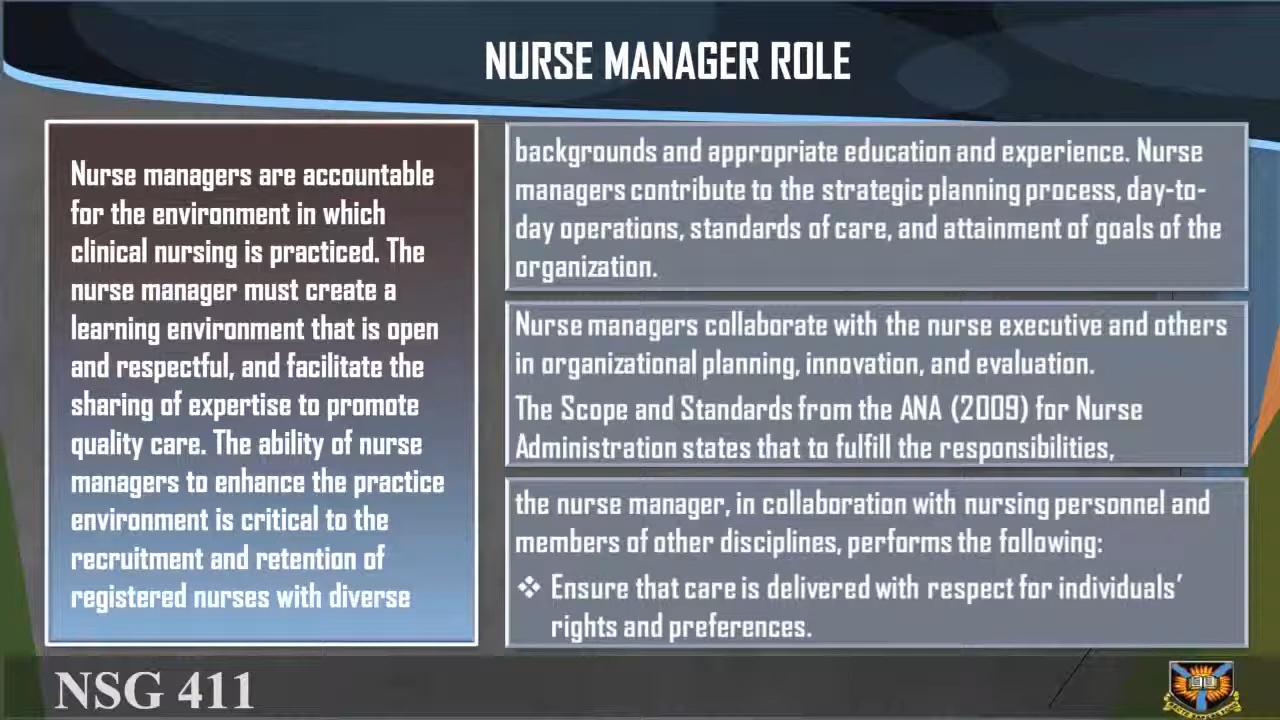 NURSE MANAGER ROLE
Nurse managers are accountable
for the environment in which
clinical nursing is practiced. The
nurse manager must create a
learning environment that is open
and respectful, and facilitate the
sharing of expertise to promote
quality care. The ability of nurse
managers to enhance the practice
environment is critical to the
recruitment and retention of
registered nurses with diverse
backgrounds and appropriate education and experience. Nurse
managers contribute to the strategic planning process, day-to-
day operations, standards of care, and attainment of goals of the
organization.
Nurse managers collaborate with the nurse executive and others
in organizational planning, innovation, and evaluation.
The Scope and Standards from the ANA (2009) for Nurse
Administration states that to fulfill the responsibilities,
the nurse manager, in collaboration with nursing personnel and
members of other disciplines, performs the following:
❖ Ensure that care is delivered with respect for individuals’
rights and preferences.
NSG 411